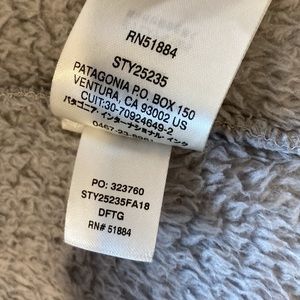 RN51884
STY25235
PATAGONIA P.O. BOX 150
VENTURA, CA 93002 US
CUIT:30-70924649-2
パタゴニア・インターナショナル・インク
PO: 323760
STY25235FA18
DFTG
RN# 51884